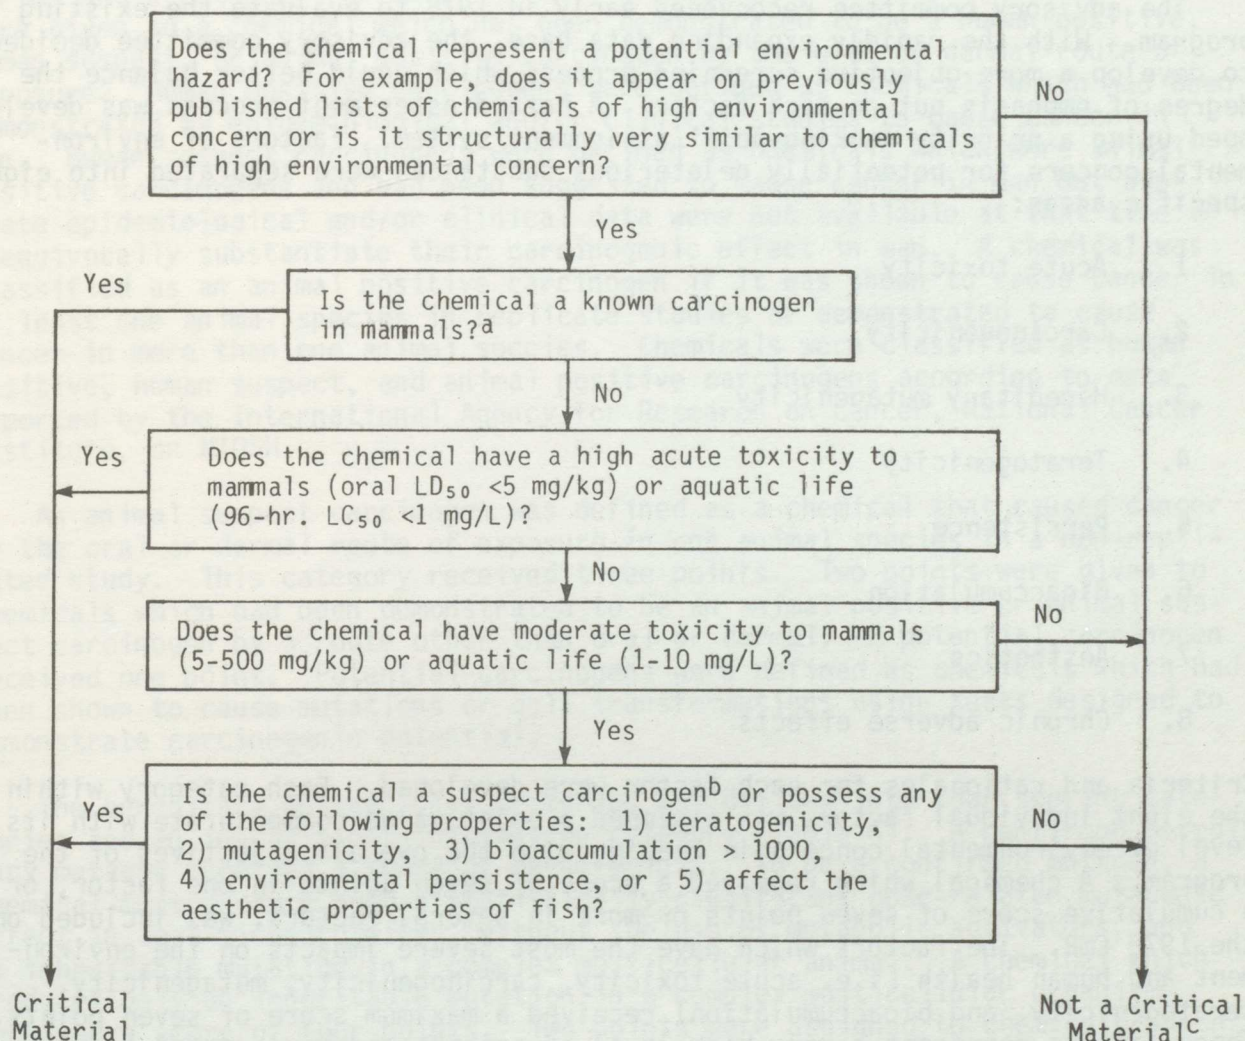 Does the chemical represent a potential environmental
hazard? For example, does it appear on previously
published lists of chemicals of high environmental
concern or is it structurally very similar to chemicals
of high environmental concern?
No
Yes
Yes
Is the chemical a known carcinogen
in mammals?a
No
Yes
Does the chemical have a high acute toxicity to
mammals (oral LD50 <5 mg/kg) or aquatic life
(96-hr. LC50 <1 mg/L)?
No
Does the chemical have moderate toxicity to mammals
(5-500 mg/kg) or aquatic life (1-10 mg/L)?
No
Yes
Yes
Is the chemical a suspect carcinogenb or possess any
of the following properties: 1) teratogenicity,
2) mutagenicity, 3) bioaccumulation > 1000,
4) environmental persistence, or 5) affect the
aesthetic properties of fish?
No
Critical
Material
Not a Critical
Materialc